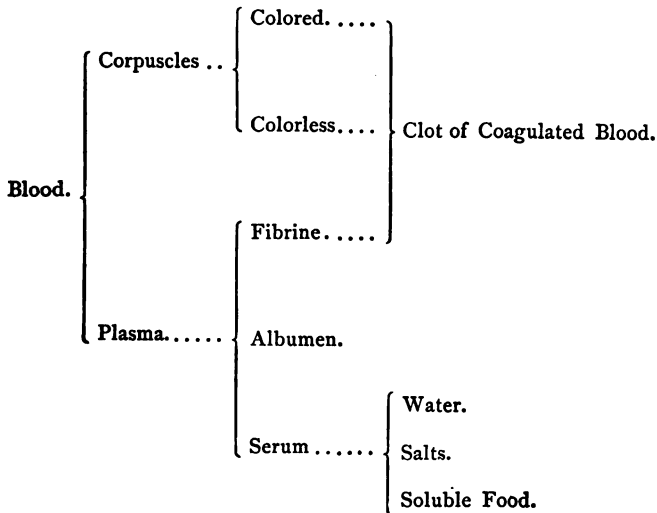 Colored. . . . .
Corpuscles . .
Colorless. . . .
Clot of Coagulated Blood.
Blood.
Fibrine. . . . .
Plasma. . . . . .
Albumen.
Water.
Serum . . . . . .
Salts.
Soluble Food.